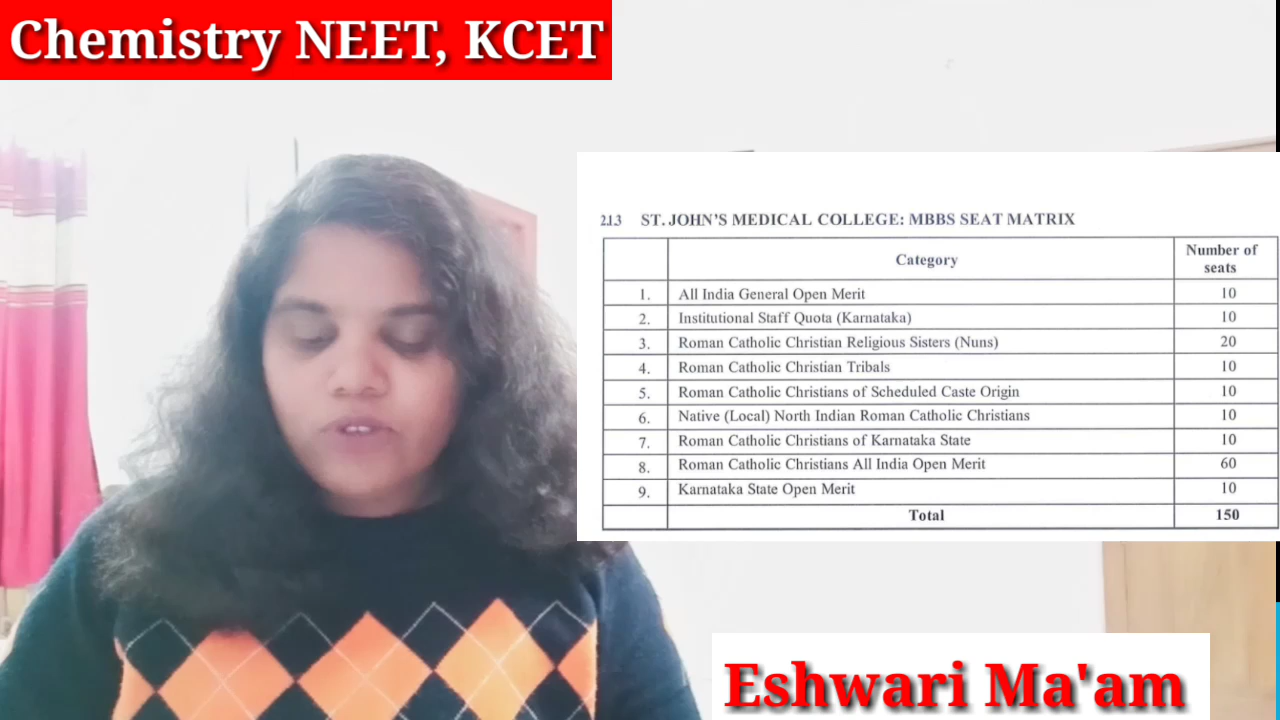 Chemistry NEET, KCET
2.1.3 ST. JOHN'S MEDICAL COLLEGE: MBBS SEAT MATRIX
Category Number of seats
1. All India General Open Merit 10
2. Institutional Staff Quota (Karnataka) 10
3. Roman Catholic Christian Religious Sisters (Nuns) 20
4. Roman Catholic Christian Tribals 10
5. Roman Catholic Christians of Scheduled Caste Origin 10
6. Native (Local) North Indian Roman Catholic Christians 10
7. Roman Catholic Christians of Karnataka State 10
8. Roman Catholic Christians All India Open Merit 60
9. Karnataka State Open Merit 10
Total 150
Eshwari Ma'am